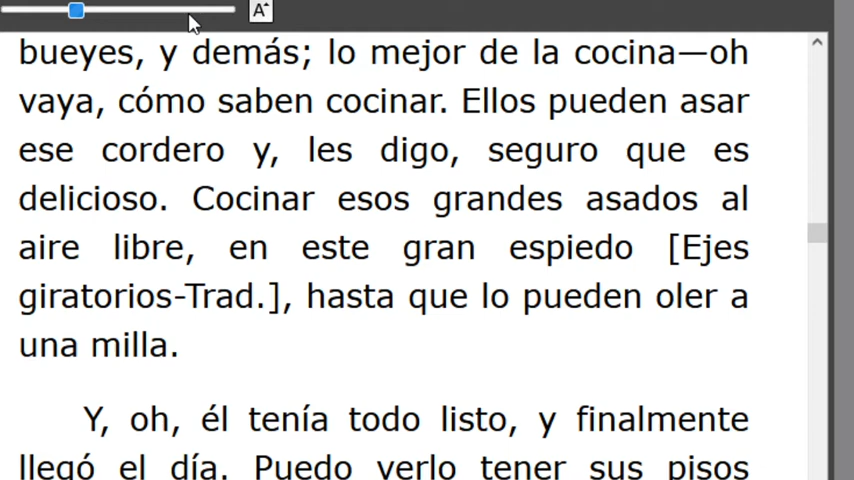 A
bueyes, y demás; lo mejor de la cocina—oh
vaya, cómo saben cocinar. Ellos pueden asar
ese cordero y, les digo, seguro que es
delicioso. Cocinar esos grandes asados al
aire libre, en este gran espiedo [Ejes
giratorios-Trad.], hasta que lo pueden oler a
una milla.
Y, oh, él tenía todo listo, y finalmente
llegó el día. Puedo verlo tener sus pisos